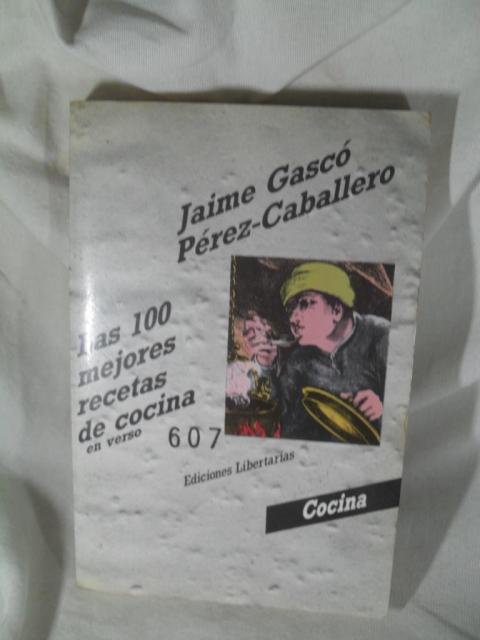 Jaime Gascó
Pérez-Caballero
Las 100
mejores
recetas
de cocina
en verso
607
Ediciones Libertarias
Cocina